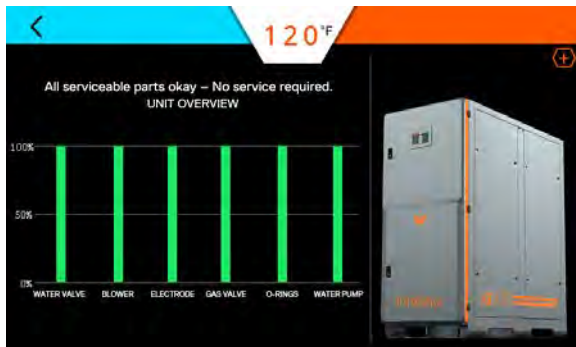 120°F
All serviceable parts okay – No service required.
UNIT OVERVIEW
100%
50%
0%
WATER VALVE BLOWER ELECTRODE GAS VALVE O-RINGS WATER PUMP